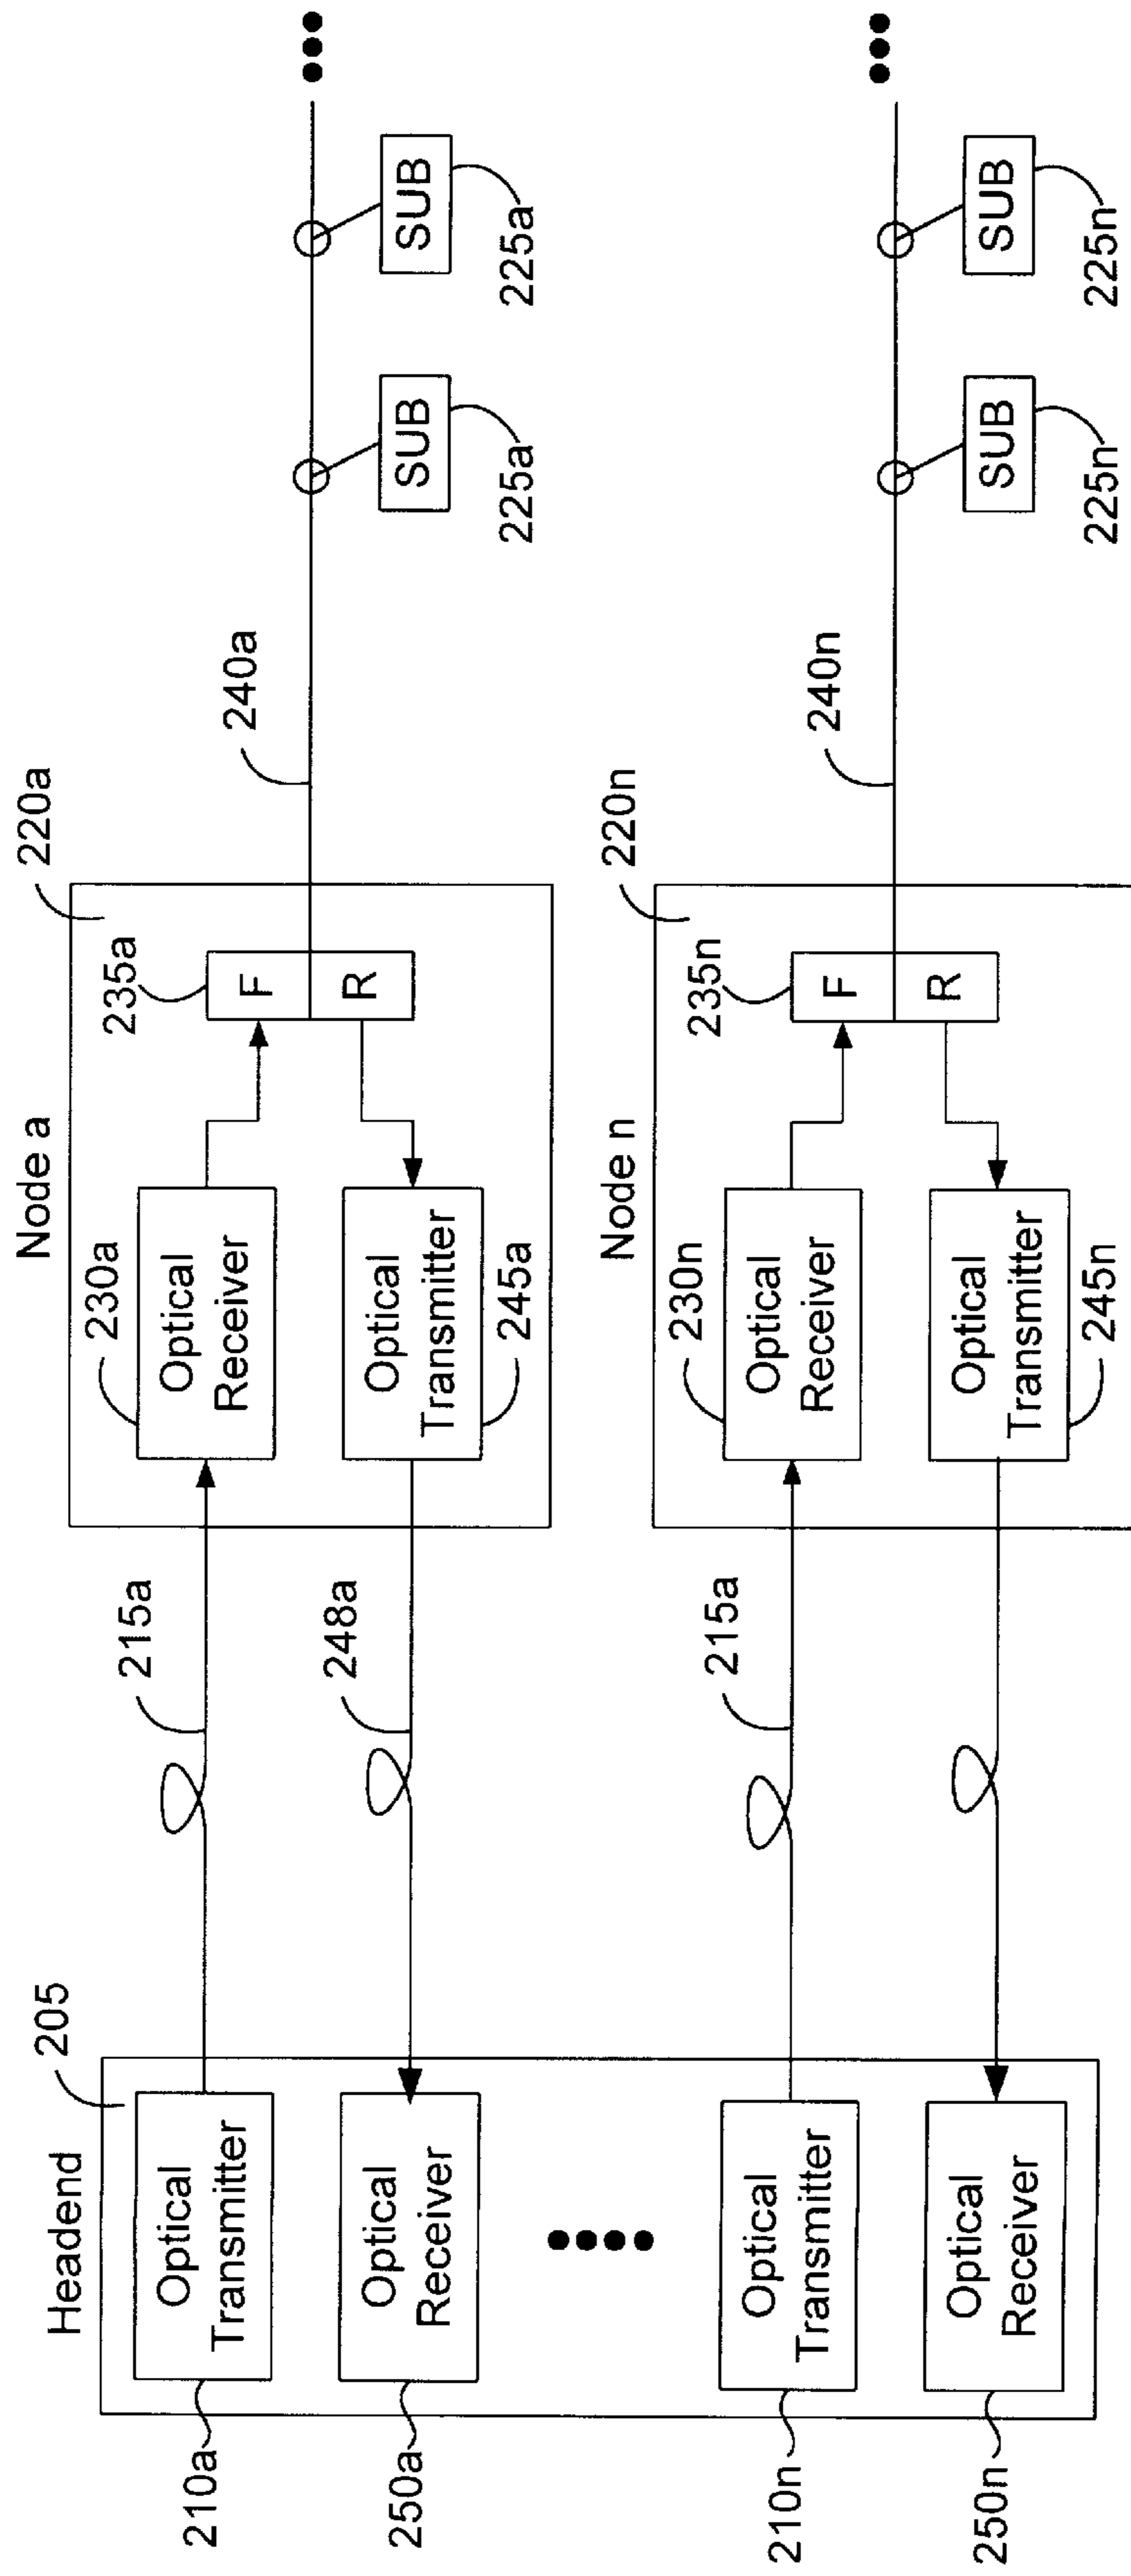 Headend
205
Optical
Transmitter
210a
Optical
Receiver
250a
Optical
Transmitter
210n
Optical
Receiver
250n
215a
248a
215a
Node a
220a
230a
Optical
Receiver
Optical
Transmitter
245a
235a
F
R
240a
SUB
225a
SUB
225a
Node n
220n
230n
Optical
Receiver
Optical
Transmitter
245n
235n
F
R
240n
SUB
225n
SUB
225n